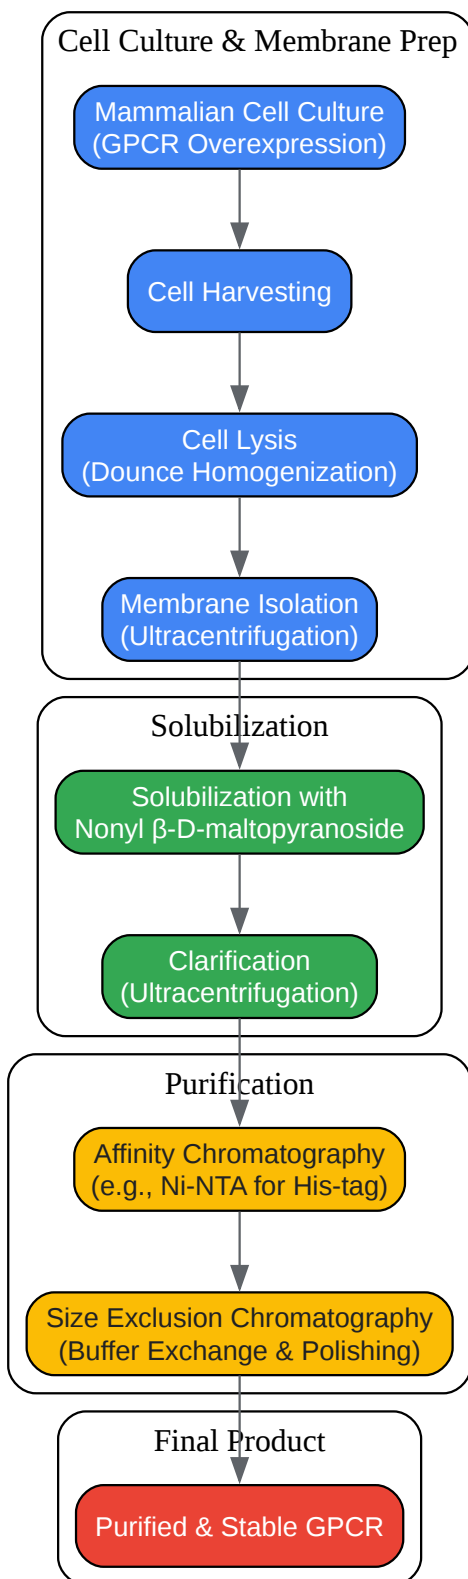 Cell Culture & Membrane Prep
Mammalian Cell Culture
(GPCR Overexpression)
Cell Harvesting
Cell Lysis
(Dounce Homogenization)
Membrane Isolation
(Ultracentrifugation)
Solubilization
Solubilization with
Nonyl β-D-maltopyranoside
Clarification
(Ultracentrifugation)
Purification
Affinity Chromatography
(e.g., Ni-NTA for His-tag)
Size Exclusion Chromatography
(Buffer Exchange & Polishing)
Final Product
Purified & Stable GPCR